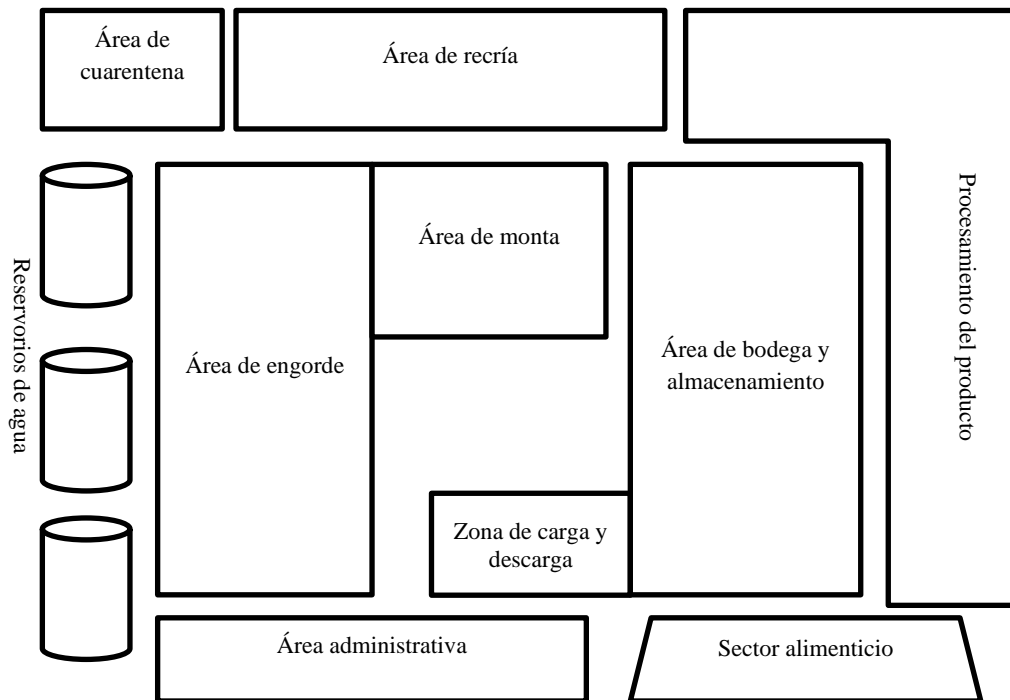 Área de
cuarentena
Área de recría
Procesamiento del producto
Reservorios de agua
Área de monta
Área de engorde
Área de bodega y
almacenamiento
Zona de carga y
descarga
Área administrativa
Sector alimenticio